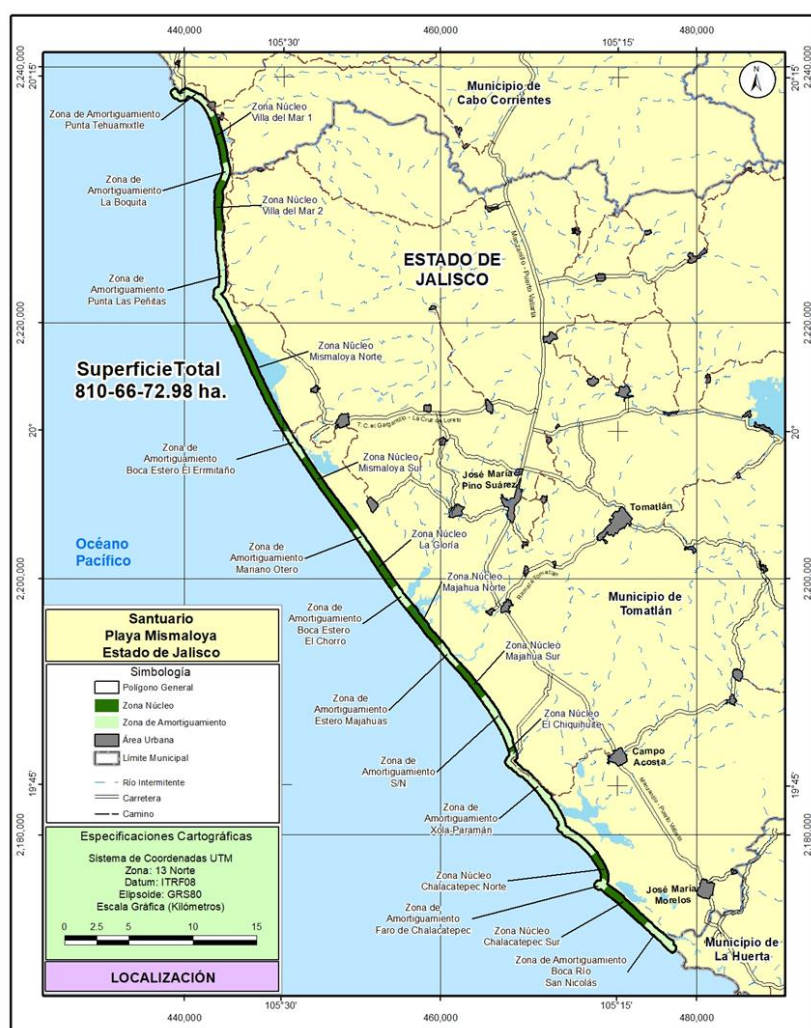 440,000
105°30'
460,000
105°15'
480,000
2,240,000
20°15'
2,240,000
20°15'
N
Municipio de
Cabo Corrientes
Zona de Amortiguamiento
Punta Tehuamixtle
Zona Núcleo
Villa del Mar 1
Zona de
Amortiguamiento
La Boquita
Zona Núcleo
Villa del Mar 2
ESTADO DE
JALISCO
Manzanillo - Puerto Vallarta
Zona de
Amortiguamiento
Punta Las Peñitas
2,220,000
2,220,000
Zona Núcleo
Mismaloya Norte
Superficie Total
810-66-72.98 ha.
20°
20°
Zona de
Amortiguamiento
Boca Estero El Ermitaño
Zona Núcleo
Mismaloya Sur
José María
Pino Suárez
Tomatlán
Océano
Pacífico
Zona de
Amortiguamiento
Mariano Otero
Zona Núcleo
La Gloria
Zona Núcleo
Majahua Norte
2,200,000
2,200,000
Municipio de
Tomatlán
Zona de
Amortiguamiento
Boca Estero
El Chorro
Zona Núcleo
Majahua Sur
Zona de
Amortiguamiento
Estero Majahuas
Zona Núcleo
El Chiquihuite
Zona de
Amortiguamiento
S/N
Campo
Acosta
19°45'
19°45'
Zona de
Amortiguamiento
Xola-Paramán
Manzanillo - Puerto Vallarta
2,180,000
2,180,000
Zona Núcleo
Chalacatepec Norte
José María
Morelos
Zona de
Amortiguamiento
Faro de Chalacatepec
Zona Núcleo
Chalacatepec Sur
Municipio de
La Huerta
Zona de Amortiguamiento
Boca Río
San Nicolás
Santuario
Playa Mismaloya
Estado de Jalisco
Simbología
Polígono General
Zona Núcleo
Zona de Amortiguamiento
Área Urbana
Límite Municipal
Río Intermitente
Carretera
Camino
Especificaciones Cartográficas
Sistema de Coordenadas UTM
Zona: 13 Norte
Datum: ITRF08
Elipsoide: GRS80
Escala Gráfica (Kilómetros)
0 2.5 5 10 15
LOCALIZACIÓN
440,000
105°30'
460,000
105°15'
480,000